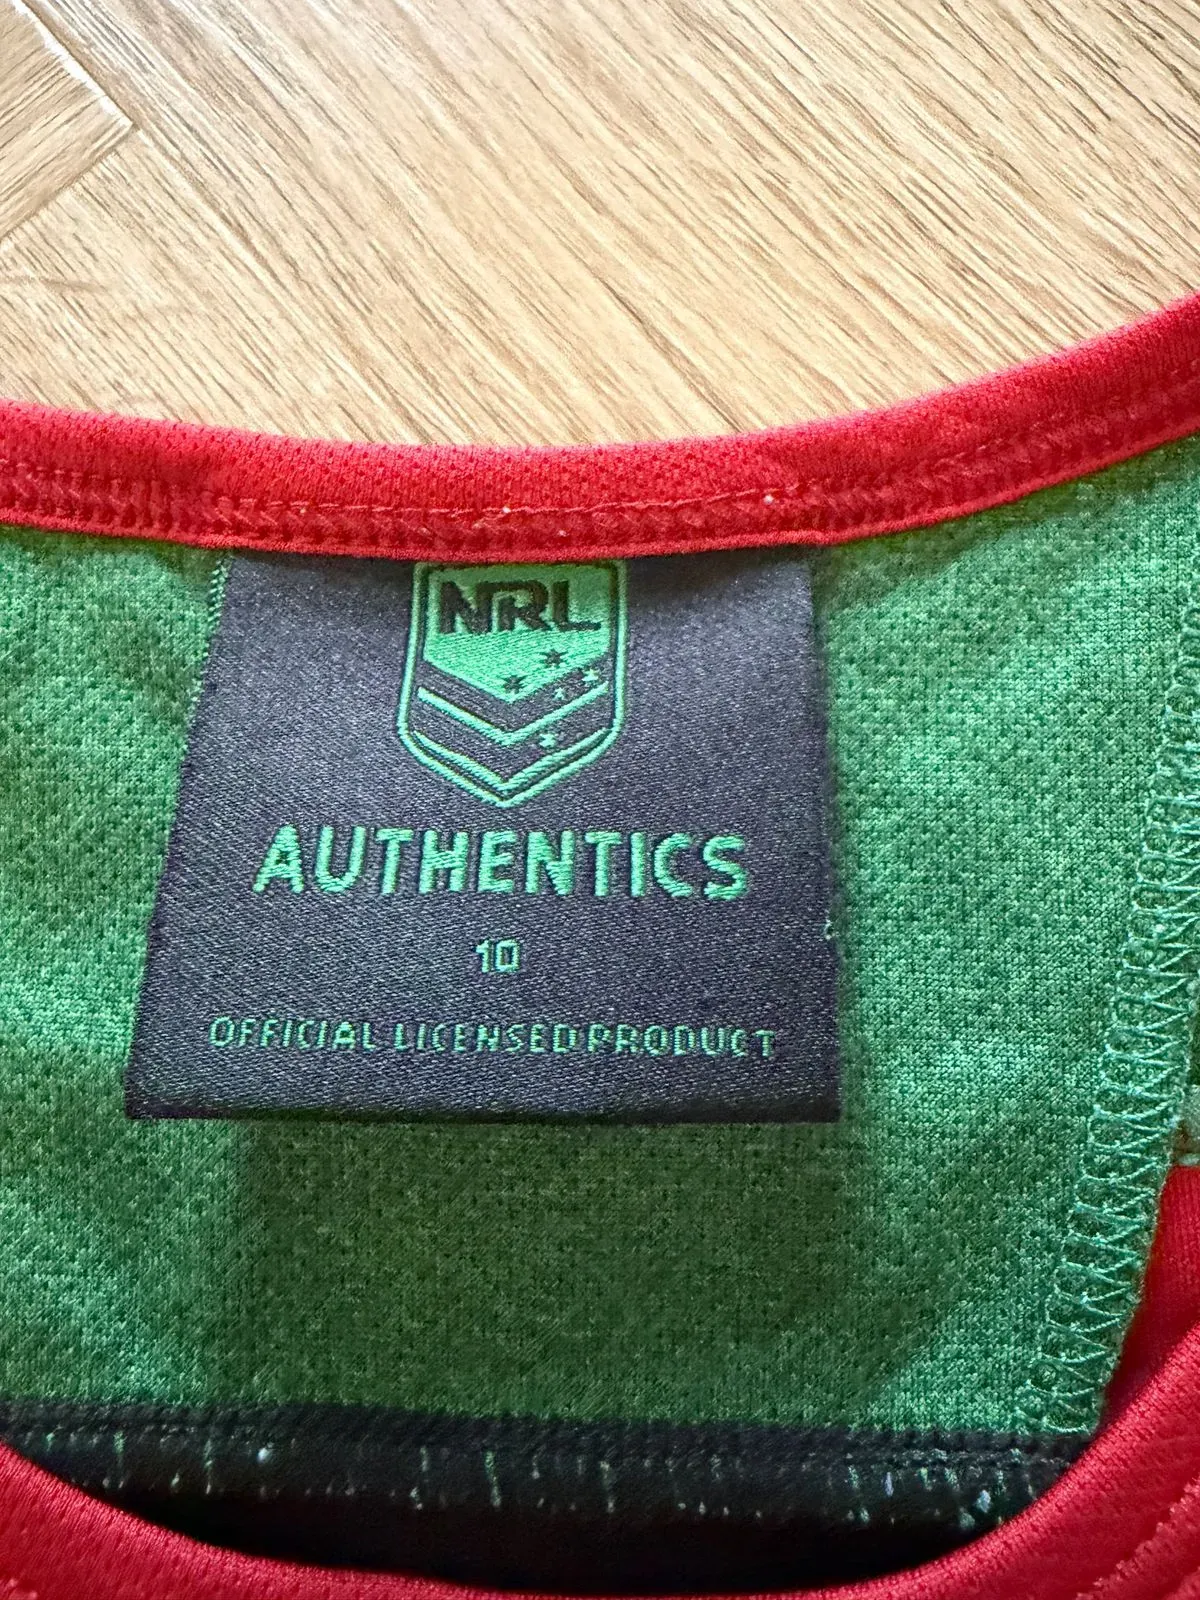 NRL
AUTHENTICS
10
OFFICIAL LICENSED PRODUCT